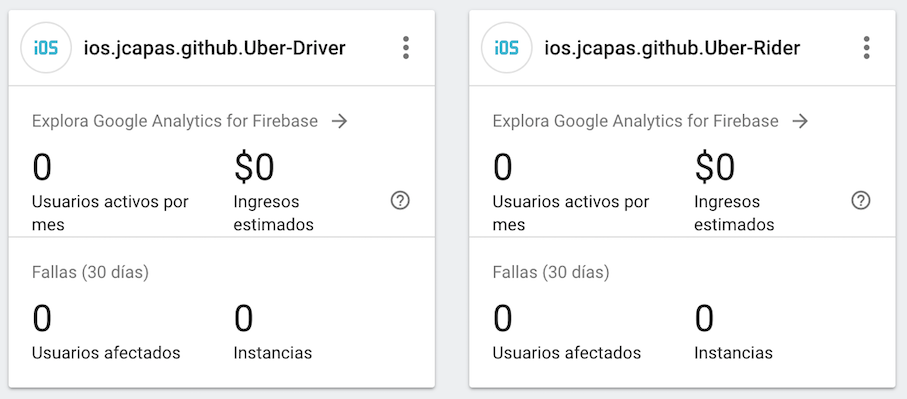 iOS ios.jcapas.github.Uber-Driver
Explora Google Analytics for Firebase
0 $0
Usuarios activos por mes
Ingresos estimados
Fallas (30 días)
0 0
Usuarios afectados Instancias
iOS ios.jcapas.github.Uber-Rider
Explora Google Analytics for Firebase
0 $0
Usuarios activos por mes
Ingresos estimados
Fallas (30 días)
0 0
Usuarios afectados Instancias